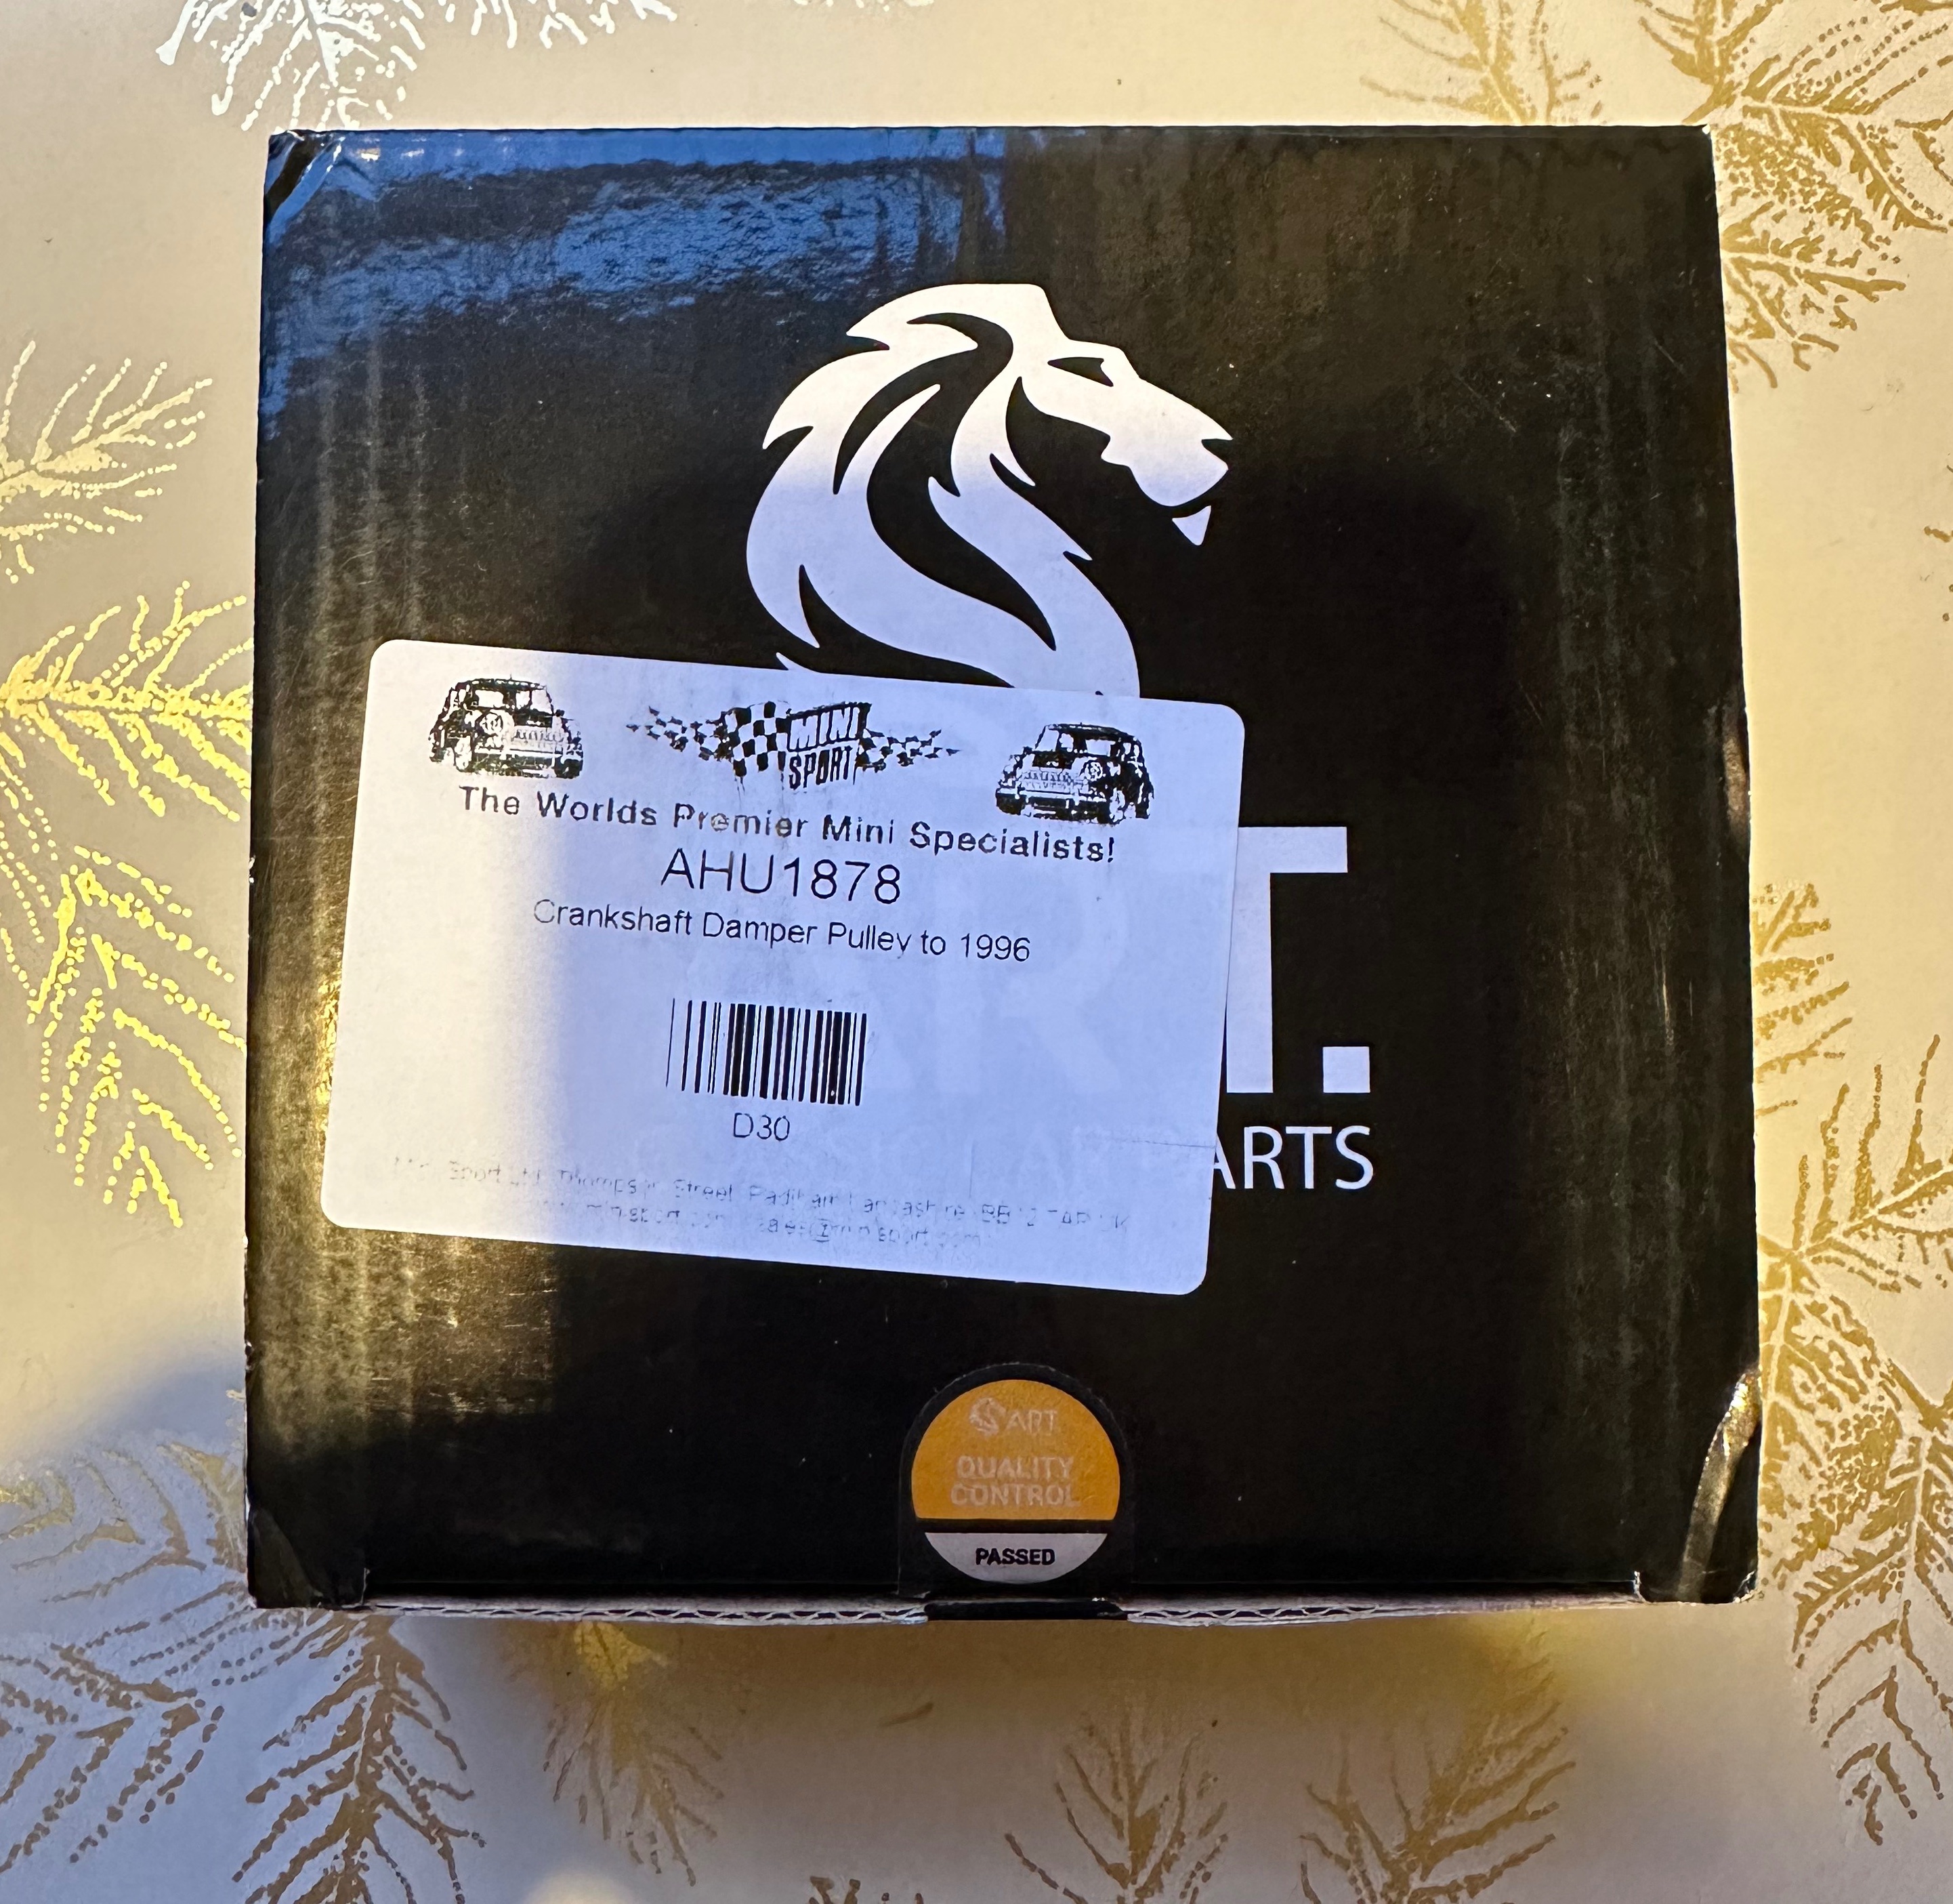 MINI
SPORT
The Worlds Premier Mini Specialists!
AHU1878
Crankshaft Damper Pulley to 1996
D30
T.
ARTS
ART
QUALITY
CONTROL
PASSED